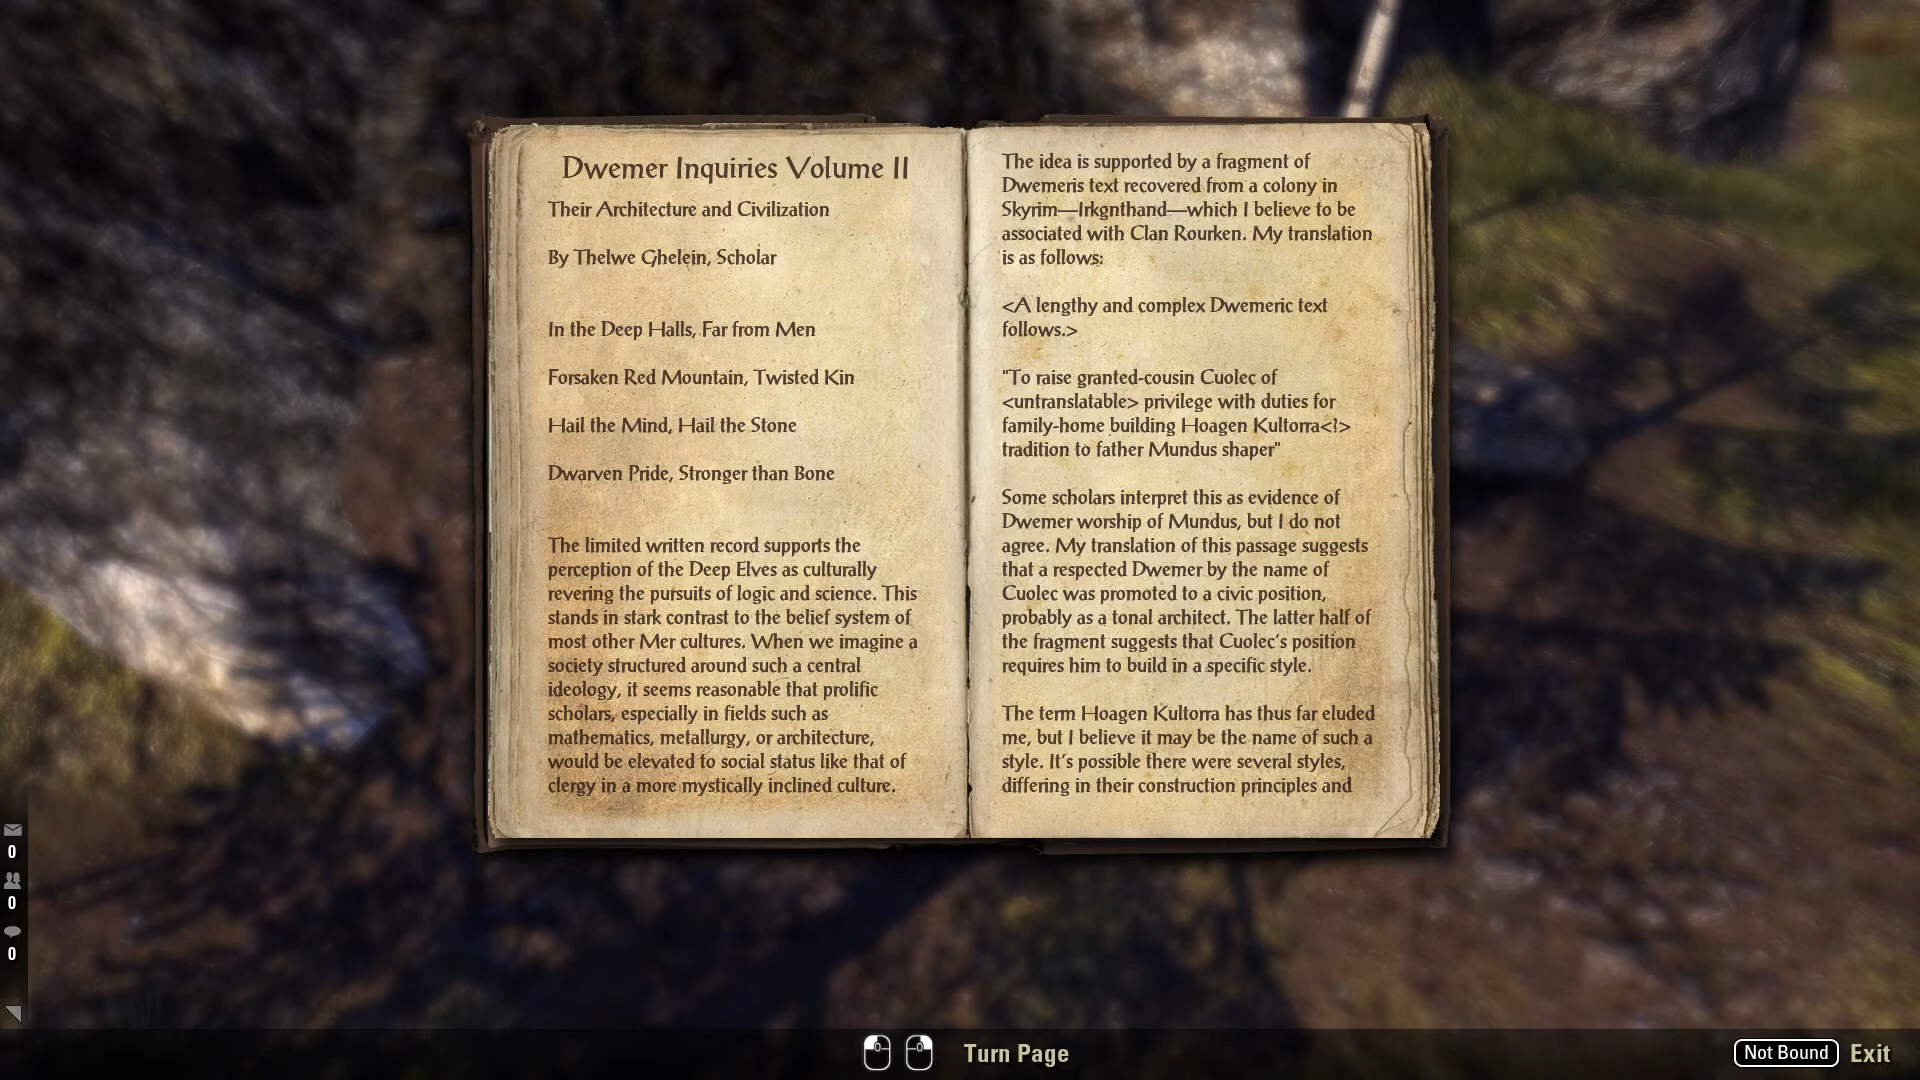 Dwemer Inquiries Volume II
Their Architecture and Civilization
By Thelwe Ghelein, Scholar
In the Deep Halls, Far from Men
Forsaken Red Mountain, Twisted Kin
Hail the Mind, Hail the Stone
Dwarven Pride, Stronger than Bone
The limited written record supports the
perception of the Deep Elves as culturally
revering the pursuits of logic and science. This
stands in stark contrast to the belief system of
most other Mer cultures. When we imagine a
society structured around such a central
ideology, it seems reasonable that prolific
scholars, especially in fields such as
mathematics, metallurgy, or architecture,
would be elevated to social status like that of
clergy in a more mystically inclined culture.
The idea is supported by a fragment of
Dwemeris text recovered from a colony in
Skyrim—Irkgnthand—which I believe to be
associated with Clan Rourken. My translation
is as follows:
<A lengthy and complex Dwemeric text
follows.>
"To raise granted-cousin Cuolec of
<untranslatable> privilege with duties for
family-home building Hoagen Kultorra<?>
tradition to father Mundus shaper"
Some scholars interpret this as evidence of
Dwemer worship of Mundus, but I do not
agree. My translation of this passage suggests
that a respected Dwemer by the name of
Cuolec was promoted to a civic position,
probably as a tonal architect. The latter half of
the fragment suggests that Cuolec's position
requires him to build in a specific style.
The term Hoagen Kultorra has thus far eluded
me, but I believe it may be the name of such a
style. It's possible there were several styles,
differing in their construction principles and
0
0
0
Turn Page
Not Bound Exit